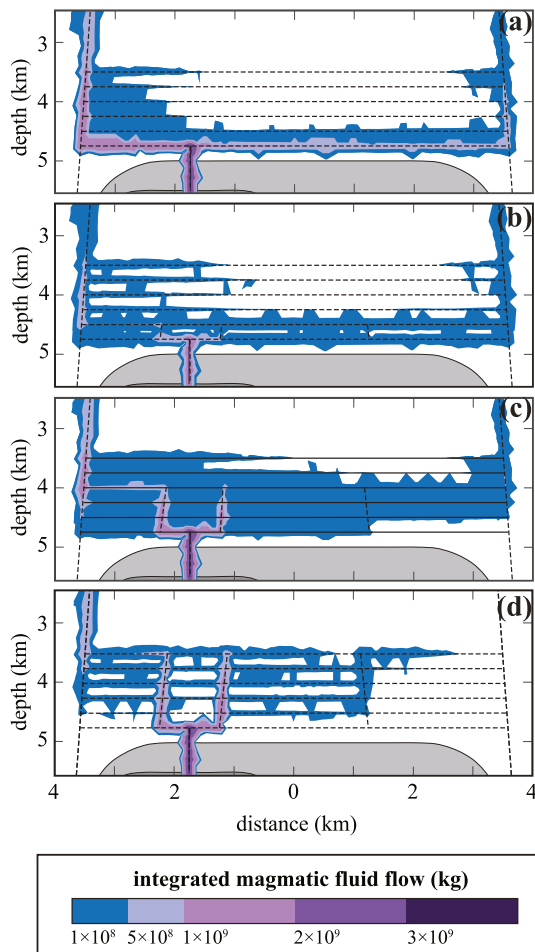 (a)
3
4
5
depth (km)
(b)
3
4
5
depth (km)
(c)
3
4
5
depth (km)
(d)
3
4
5
depth (km)
4 2 0 2 4
distance (km)
integrated magmatic fluid flow (kg)
1×10⁸ 5×10⁸ 1×10⁹ 2×10⁹ 3×10⁹